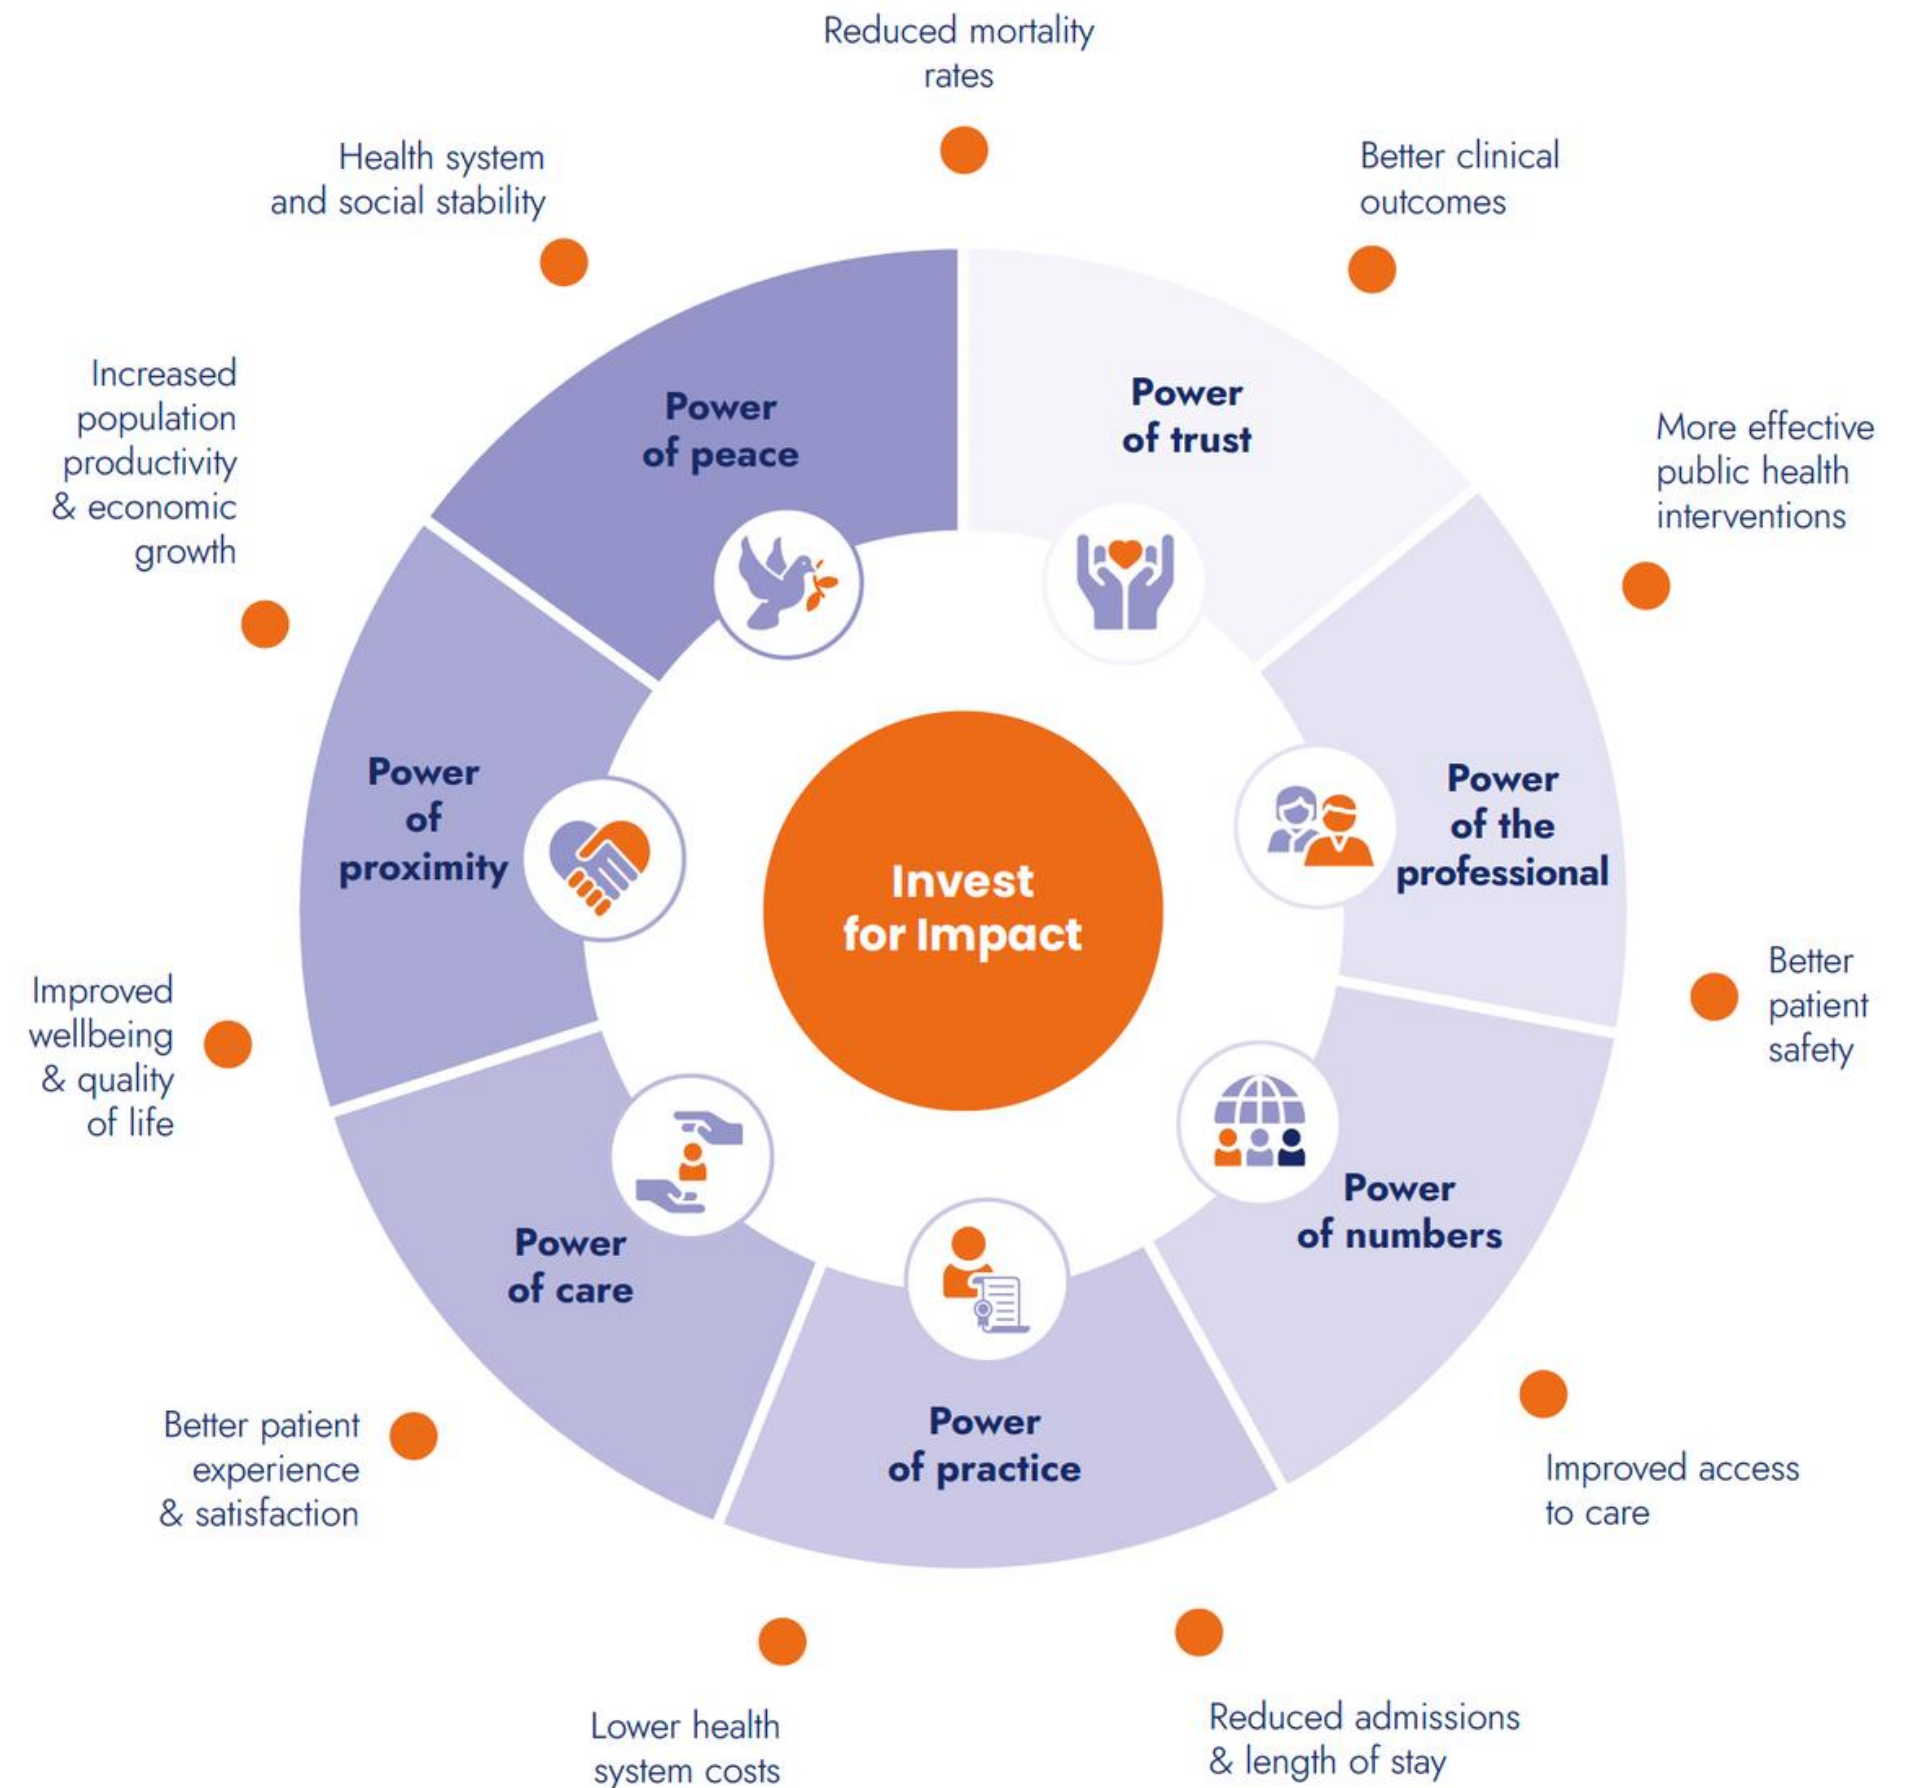 Reduced mortality
rates
Better clinical
outcomes
More effective
public health
interventions
Better
patient
safety
Improved access
to care
Reduced admissions
& length of stay
Lower health
system costs
Better patient
experience
& satisfaction
Improved
wellbeing
& quality
of life
Increased
population
productivity
& economic
growth
Health system
and social stability
Power
of trust
Power
of the
professional
Power
of numbers
Power
of practice
Power
of care
Power
of
proximity
Power
of peace
Invest
for Impact